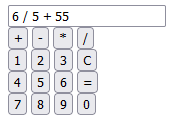 6 / 5 + 55
+ - * /
1 2 3 C
4 5 6 =
7 8 9 0